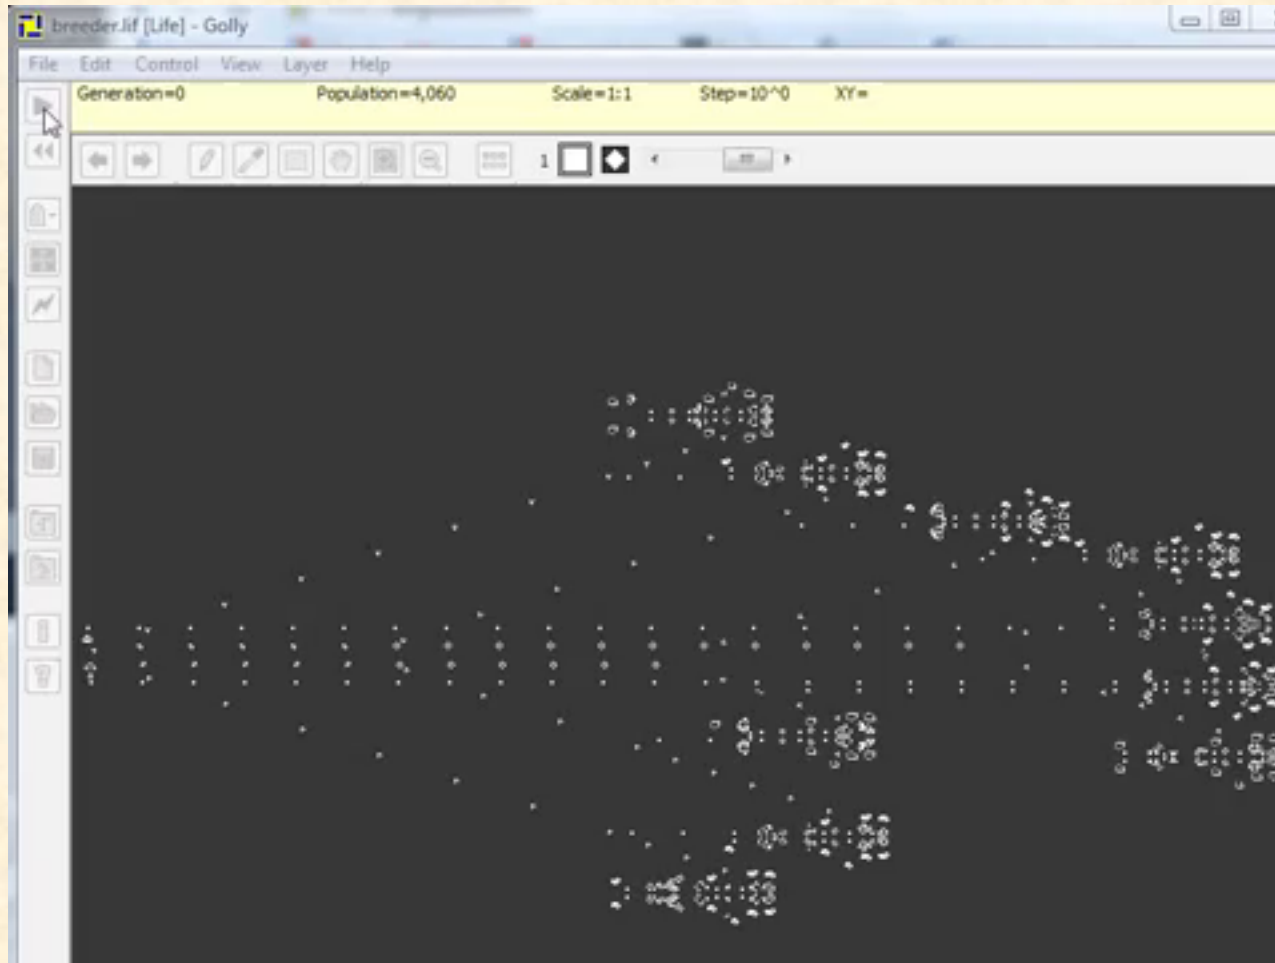 breeder.lif [Life] - Golly
File Edit Control View Layer Help
Generation=0 Population=4,060 Scale=1:1 Step=10^0 XY=
1